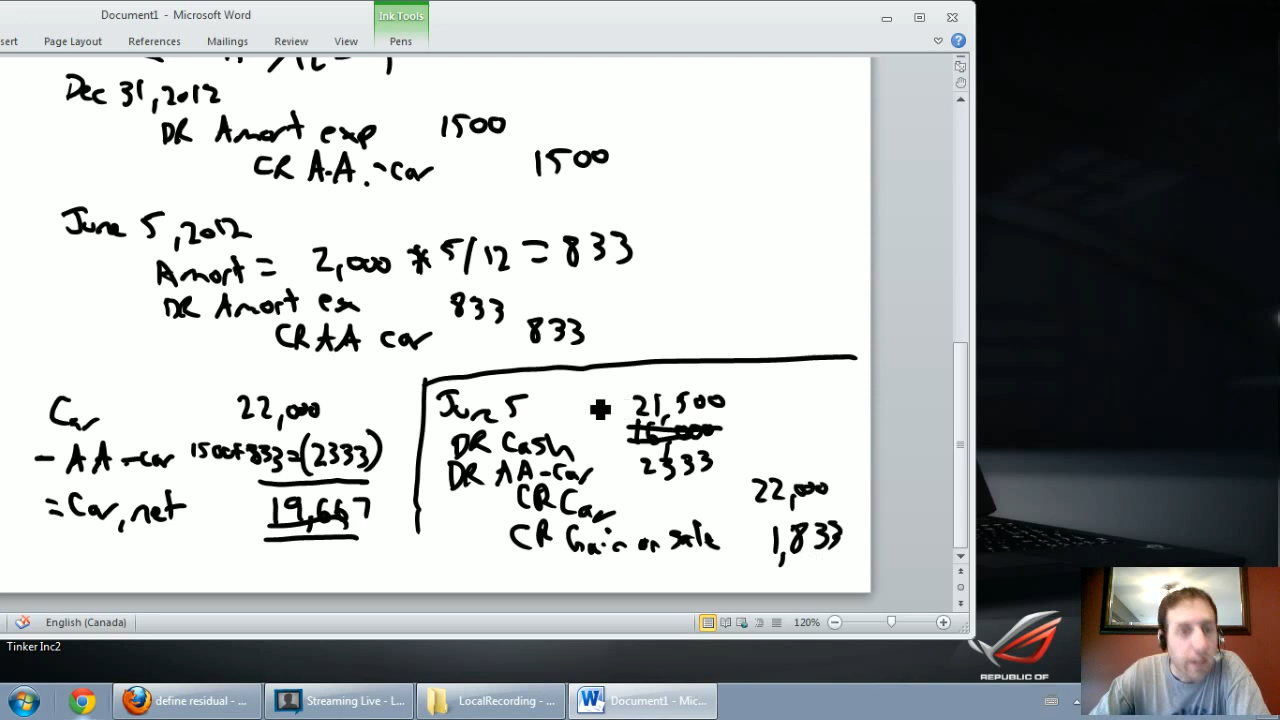 Document1 - Microsoft Word
Ink Tools
sert Page Layout References Mailings Review View Pens
Dec 31, 2012
DR Amort exp 1500
CR A.A. - car 1500
June 5, 2012
Amort = 2,000 * 5/12 = 833
DR Amort ex 833
CR AA car 833
Car 22,000
- AA - car 1500+833=(2333)
= Car, net 19,667
June 5 21,500
DR Cash
DR AA - Car 2333
CR Car 22,000
CR Gain on sale 1,833
English (Canada) 120%
Tinker Inc2
REPUBLIC OF
define residual - ... Streaming Live - L... LocalRecording - ... Document1 - Mic...